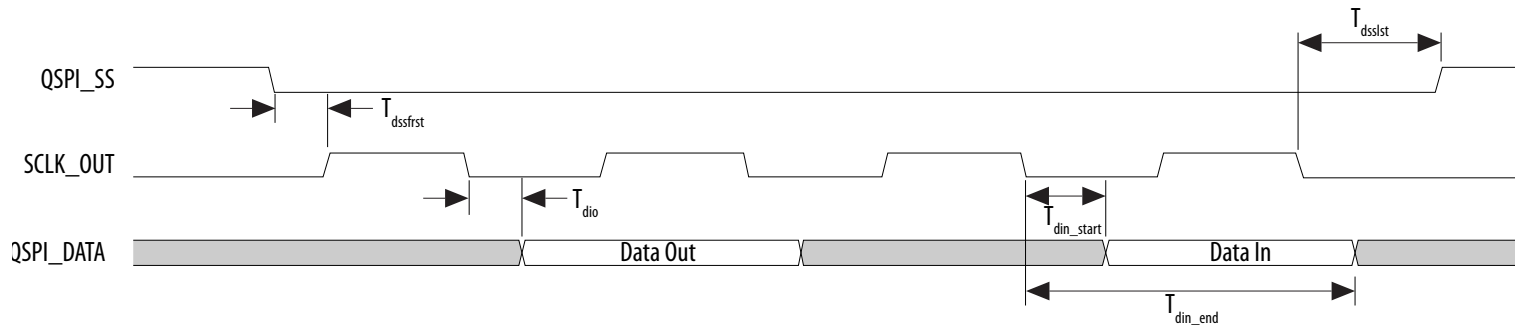 T_dsslst
QSPI_SS
T_dssfrst
SCLK_OUT
T_dio
T_din_start
QSPI_DATA
Data Out
Data In
T_din_end